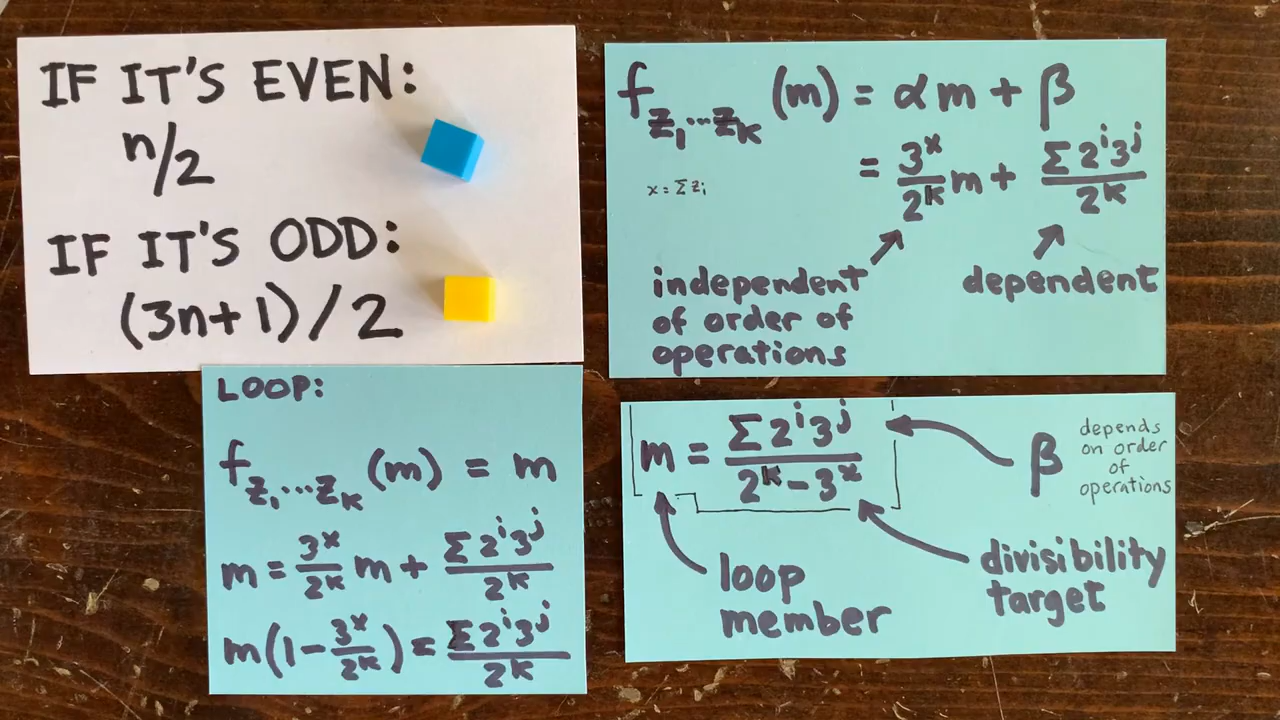 IF IT'S EVEN:
n/2
IF IT'S ODD:
(3n+1)/2
f_{z_1...z_k}(m) = αm + β
= 3^x/2^k m + Σ2^i3^j/2^k
x = Σz_i
independent
of order of
operations
dependent
LOOP:
f_{z_1...z_k}(m) = m
m = 3^x/2^k m + Σ2^i3^j/2^k
m(1 - 3^x/2^k) = Σ2^i3^j/2^k
m = Σ2^i3^j/2^k - 3^x
β
depends
on order
of
operations
loop
member
divisibility
target